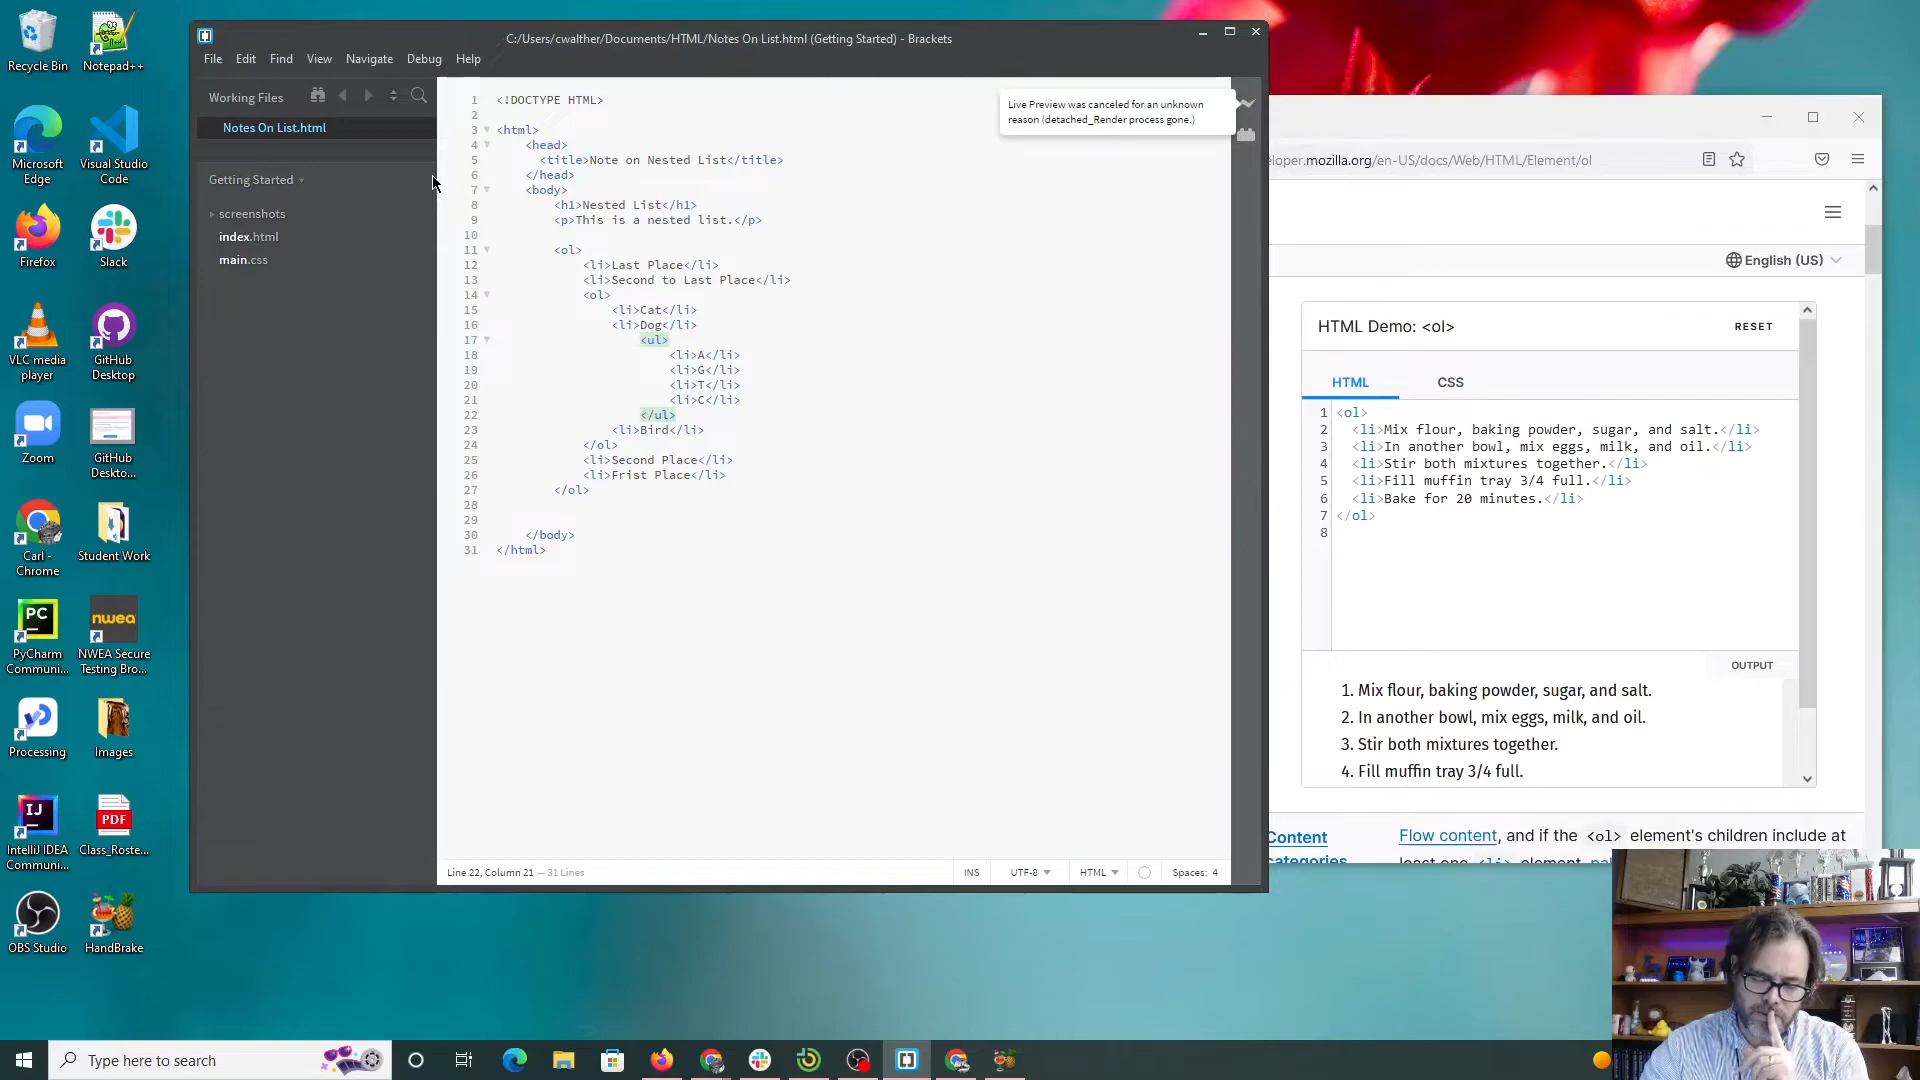 Recycle Bin
Notepad++
Microsoft
Edge
Visual Studio
Code
Firefox
Slack
VLC media
player
GitHub
Desktop
Zoom
GitHub
Deskto...
Carl -
Chrome
Student Work
PC
PyCharm
Communi...
nwea
NWEA Secure
Testing Bro...
Processing
Images
IJ
IntelliJ IDEA
Communi...
PDF
Class_Roste...
OBS Studio
HandBrake
C:/Users/cwalther/Documents/HTML/Notes On List.html (Getting Started) - Brackets
File Edit Find View Navigate Debug Help
Working Files
Notes On List.html
Getting Started
screenshots
index.html
main.css
1 <!DOCTYPE HTML>
2
3 <html>
4 <head>
5 <title>Note on Nested List</title>
6 </head>
7 <body>
8 <h1>Nested List</h1>
9 <p>This is a nested list.</p>
10
11 <ol>
12 <li>Last Place</li>
13 <li>Second to Last Place</li>
14 <ol>
15 <li>Cat</li>
16 <li>Dog</li>
17 <ul>
18 <li>A</li>
19 <li>G</li>
20 <li>T</li>
21 <li>C</li>
22 </ul>
23 <li>Bird</li>
24 </ol>
25 <li>Second Place</li>
26 <li>Frist Place</li>
27 </ol>
28
29
30 </body>
31 </html>
Live Preview was canceled for an unknown
reason (detached_Render process gone.)
Line 22, Column 21 — 31 Lines
INS UTF-8 HTML Spaces: 4
eloper.mozilla.org/en-US/docs/Web/HTML/Element/ol
English (US)
HTML Demo: <ol>
RESET
HTML CSS
1 <ol>
2 <li>Mix flour, baking powder, sugar, and salt.</li>
3 <li>In another bowl, mix eggs, milk, and oil.</li>
4 <li>Stir both mixtures together.</li>
5 <li>Fill muffin tray 3/4 full.</li>
6 <li>Bake for 20 minutes.</li>
7 </ol>
8
OUTPUT
1. Mix flour, baking powder, sugar, and salt.
2. In another bowl, mix eggs, milk, and oil.
3. Stir both mixtures together.
4. Fill muffin tray 3/4 full.
Content
categories
Flow content, and if the <ol> element's children include at
least one <li> element,
Type here to search